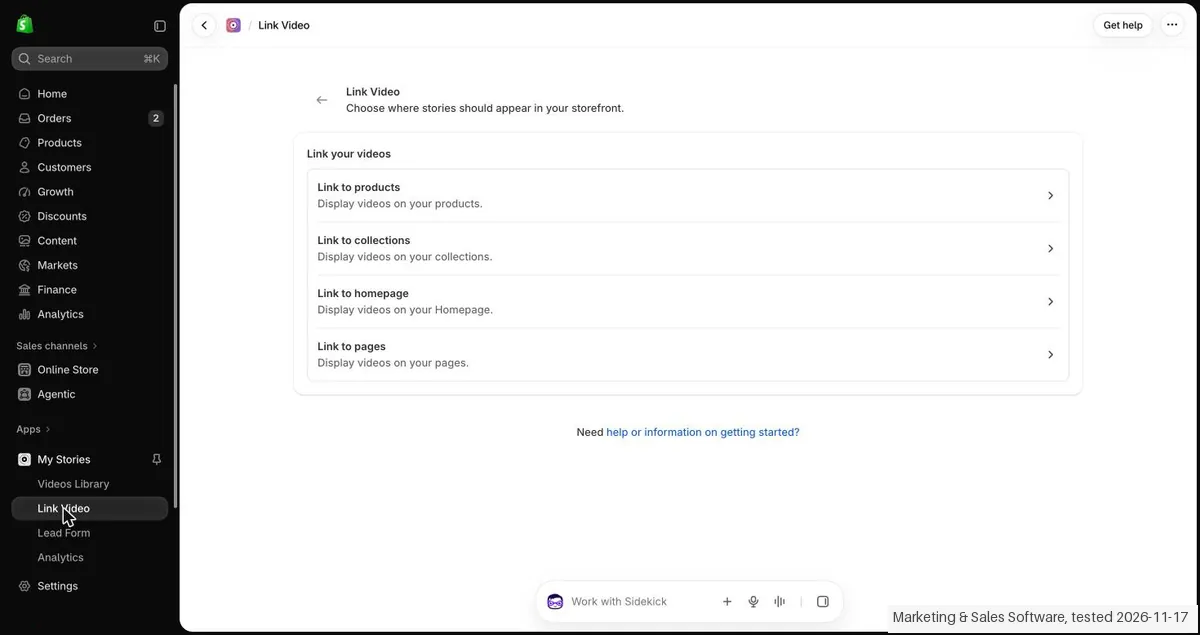 Search ⌘K
Home
Orders 2
Products
Customers
Growth
Discounts
Content
Markets
Finance
Analytics
Sales channels
Online Store
Agentic
Apps
My Stories
Videos Library
Link Video
Lead Form
Analytics
Settings
/ Link Video
Get help
Link Video
Choose where stories should appear in your storefront.
Link your videos
Link to products
Display videos on your products.
Link to collections
Display videos on your collections.
Link to homepage
Display videos on your Homepage.
Link to pages
Display videos on your pages.
Need help or information on getting started?
Work with Sidekick
Marketing & Sales Software, tested 2026-11-17